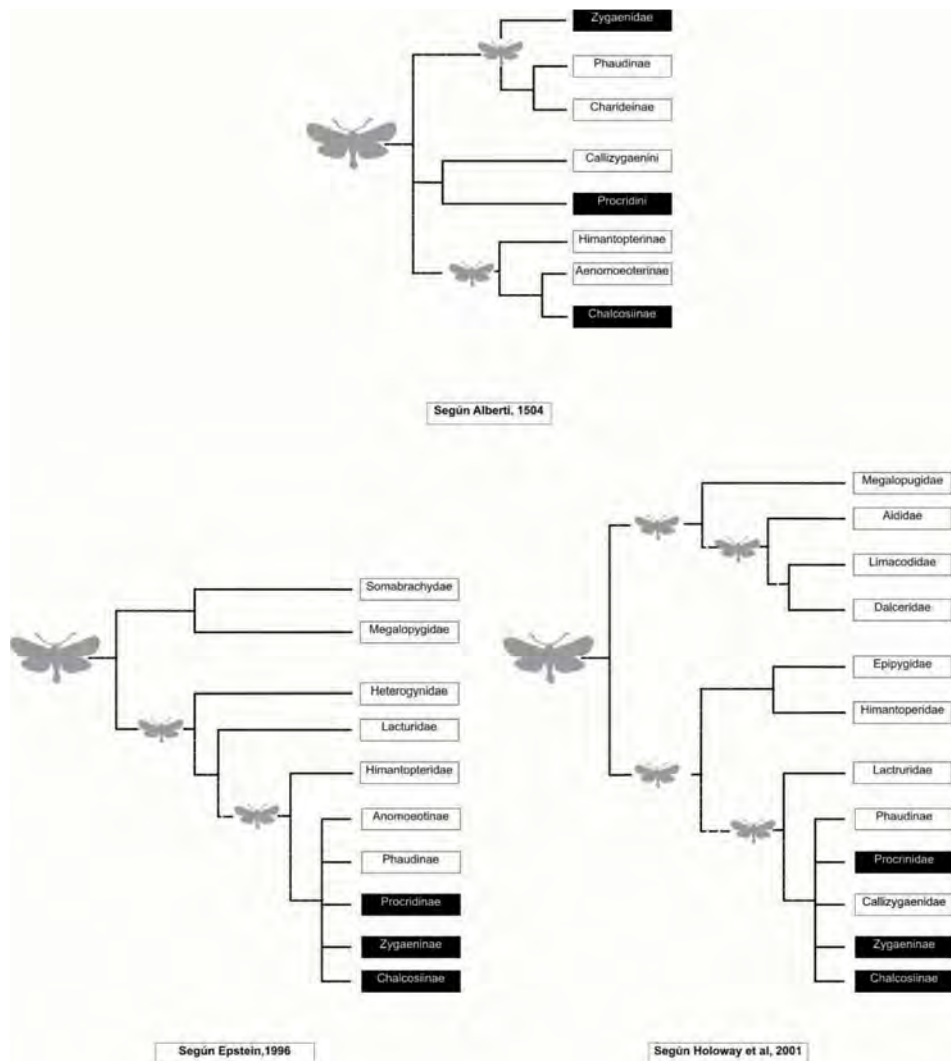 Zygaenidae
Phaudinae
Charideinae
Callizygaenini
Procridini
Himantopterinae
Aenomoeoterinae
Chalcosiinae
Según Alberti, 1504
Somabrachydae
Megalopygidae
Heterogynidae
Lacturidae
Himantopteridae
Anomoeotinae
Phaudinae
Procridinae
Zygaeninae
Chalcosiinae
Según Epstein,1996
Megalopugidae
Aididae
Limacodidae
Dalceridae
Epipygidae
Himantoperidae
Lactruridae
Phaudinae
Procrinidae
Callizygaenidae
Zygaeninae
Chalcosiinae
Según Holoway et al, 2001